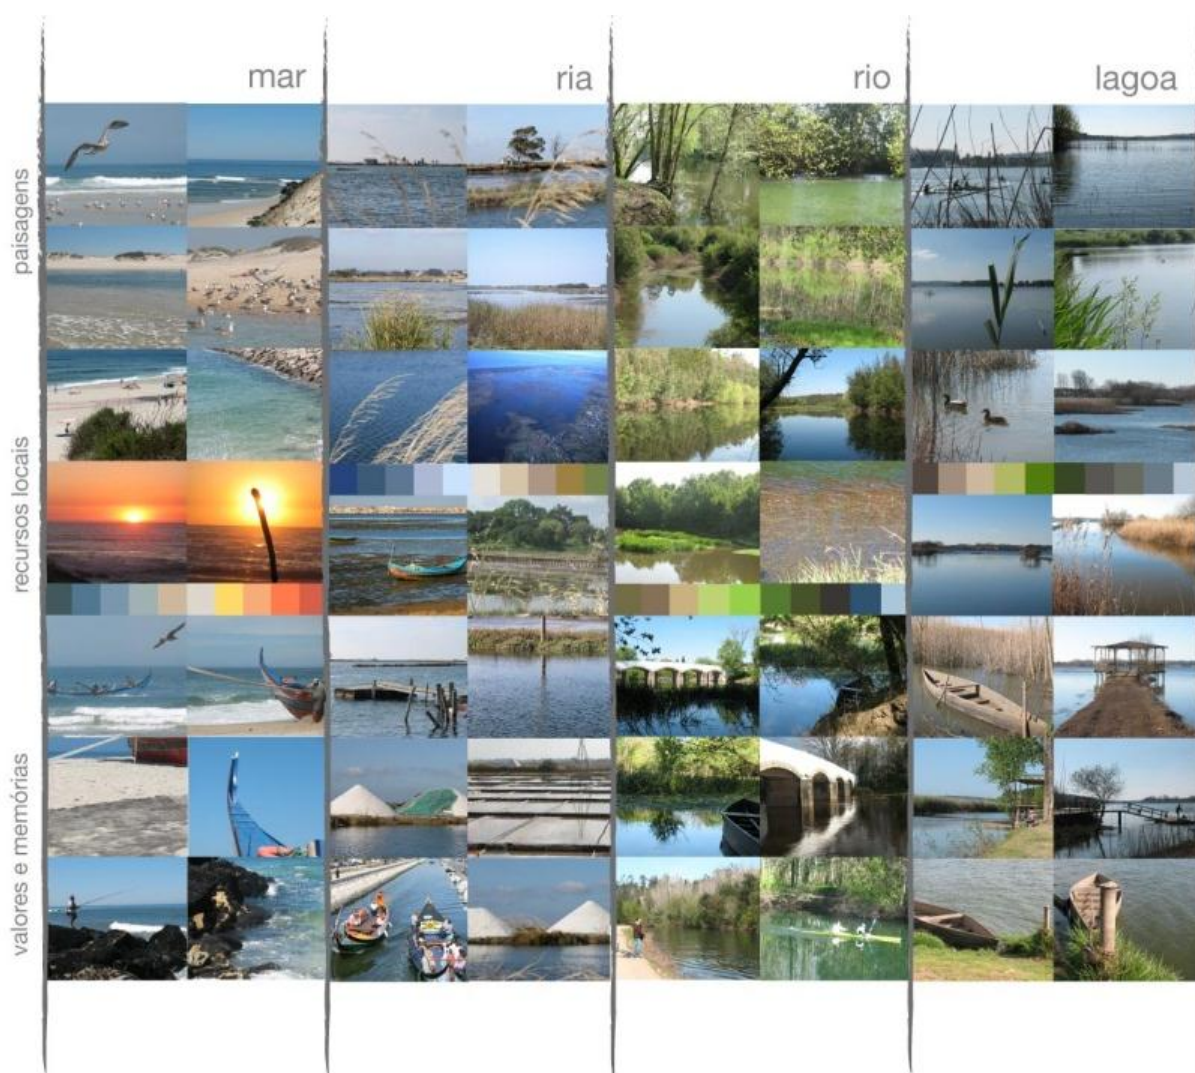 mar
ria
rio
lagoa
paisagens
recursos locais
valores e memórias